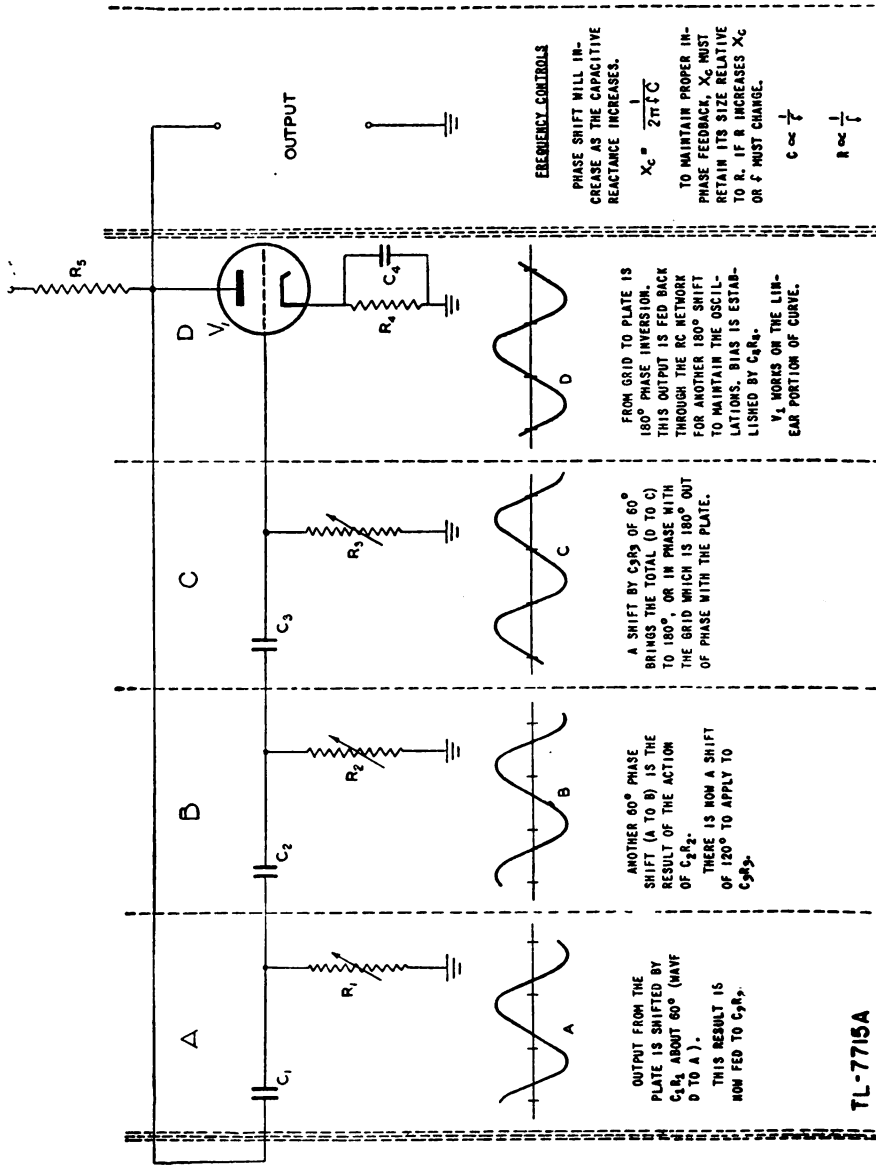 A
B
C
D
C₁
R₁
C₂
R₂
C₃
R₃
V₁
R₄
C₄
R₅
OUTPUT
A
B
C
D
OUTPUT FROM THE
PLATE IS SHIFTED BY
C₁R₁ ABOUT 60° (WAVE
D TO A).
THIS RESULT IS
NOW FED TO C₂R₂.
ANOTHER 60° PHASE
SHIFT (A TO B) IS THE
RESULT OF THE ACTION
OF C₂R₂.
THERE IS NOW A SHIFT
OF 120° TO APPLY TO
C₃R₃.
A SHIFT BY C₃R₃ OF 60°
BRINGS THE TOTAL (D TO C)
TO 180°, OR IN PHASE WITH
THE GRID WHICH IS 180° OUT
OF PHASE WITH THE PLATE.
FROM GRID TO PLATE IS
180° PHASE INVERSION.
THIS OUTPUT IS FED BACK
THROUGH THE RC NETWORK
FOR ANOTHER 180° SHIFT
TO MAINTAIN THE OSCIL-
LATIONS. BIAS IS ESTAB-
LISHED BY C₄R₄.
V₁ WORKS ON THE LIN-
EAR PORTION OF CURVE.
FREQUENCY CONTROLS
PHASE SHIFT WILL IN-
CREASE AS THE CAPACITIVE
REACTANCE INCREASES.
X_C = 1/(2πfC)
TO MAINTAIN PROPER IN-
PHASE FEEDBACK, X_C MUST
RETAIN ITS SIZE RELATIVE
TO R. IF R INCREASES X_C
OR f MUST CHANGE.
C ∝ 1/f
R ∝ 1/f
TL-7715A